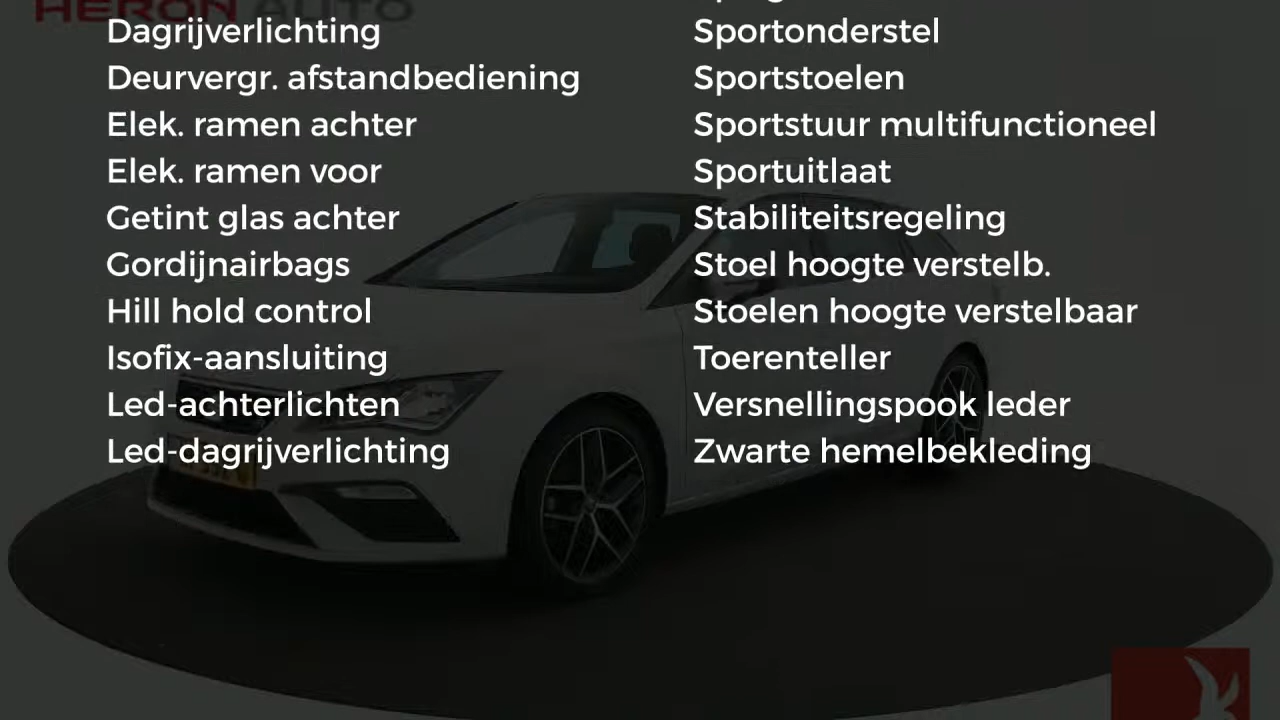 HERON AUTO
Dagrijverlichting
Deurvergr. afstandbediening
Elek. ramen achter
Elek. ramen voor
Getint glas achter
Gordijnairbags
Hill hold control
Isofix-aansluiting
Led-achterlichten
Led-dagrijverlichting
Sportonderstel
Sportstoelen
Sportstuur multifunctioneel
Sportuitlaat
Stabiliteitsregeling
Stoel hoogte verstelb.
Stoelen hoogte verstelbaar
Toerenteller
Versnellingspook leder
Zwarte hemelbekleding